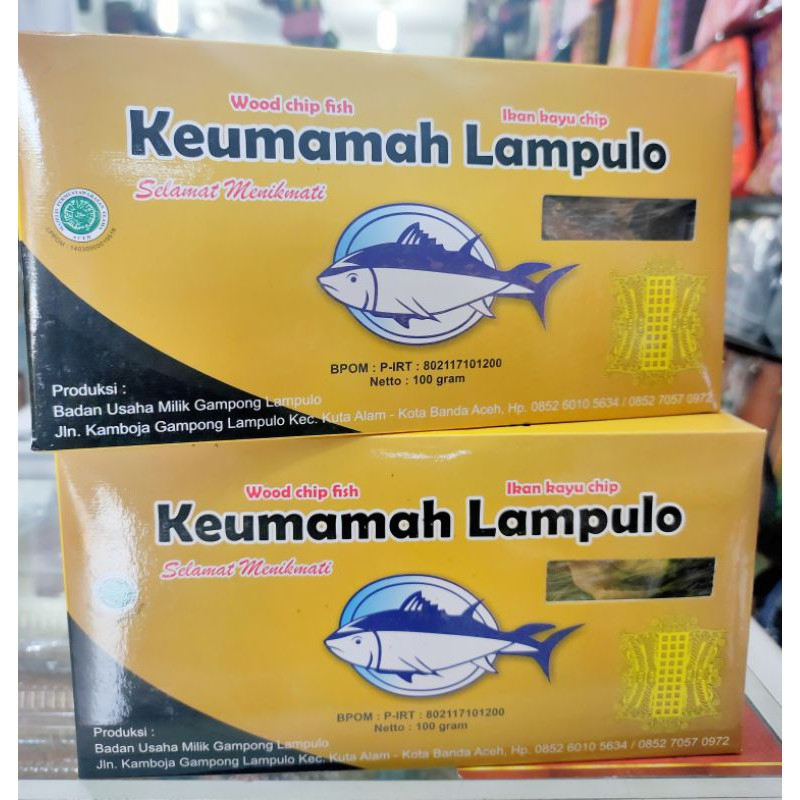 Wood chip fish
Ikan kayu chip
Keumamah Lampulo
Selamat Menikmati
BPOM : P-IRT : 802117101200
Netto : 100 gram
Produksi :
Badan Usaha Milik Gampong Lampulo
Jln. Kamboja Gampong Lampulo Kec. Kuta Alam - Kota Banda Aceh, Hp. 0852 6010 5634 / 0852 7057 0972
Wood chip fish
Ikan kayu chip
Keumamah Lampulo
Selamat Menikmati
BPOM : P-IRT : 802117101200
Netto : 100 gram
Produksi :
Badan Usaha Milik Gampong Lampulo
Jln. Kamboja Gampong Lampulo Kec. Kuta Alam - Kota Banda Aceh, Hp. 0852 6010 5634 / 0852 7057 0972